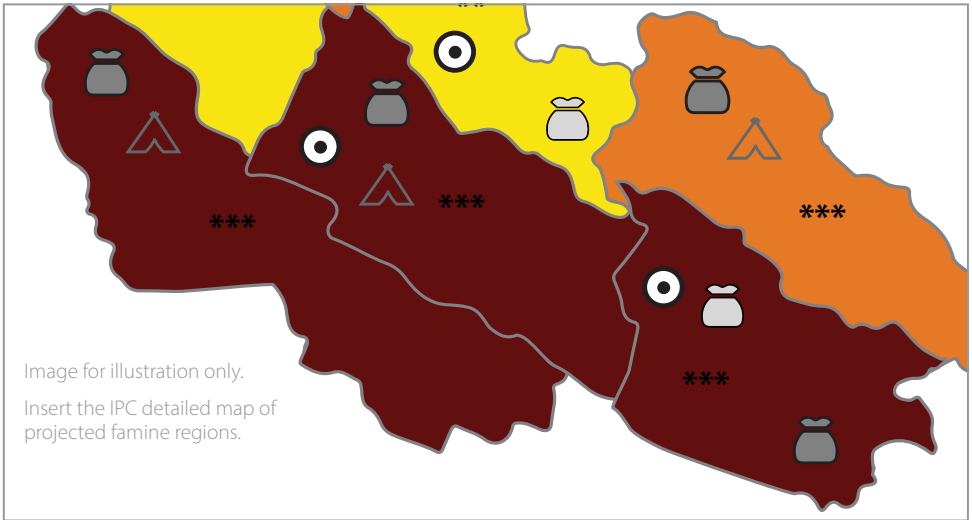 **
***
***
***
***
Image for illustration only.
Insert the IPC detailed map of
projected famine regions.